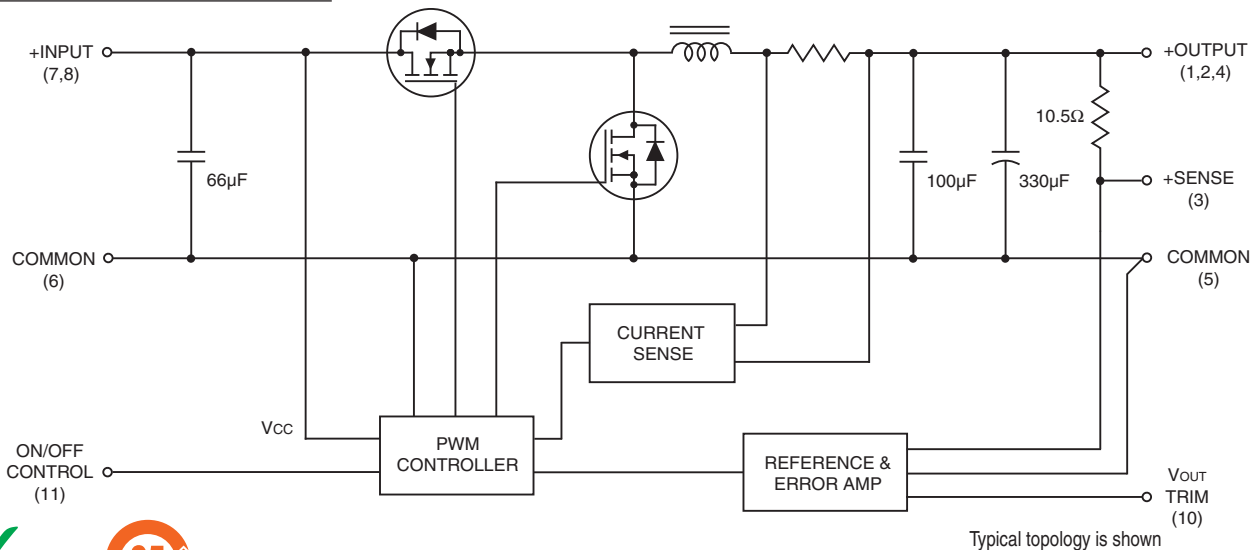 +INPUT
(7,8)
+OUTPUT
(1,2,4)
10.5Ω
66µF
100µF
330µF
+SENSE
(3)
COMMON
(6)
COMMON
(5)
CURRENT
SENSE
VCC
PWM
CONTROLLER
ON/OFF
CONTROL
(11)
REFERENCE &
ERROR AMP
VOUT
TRIM
(10)
Typical topology is shown